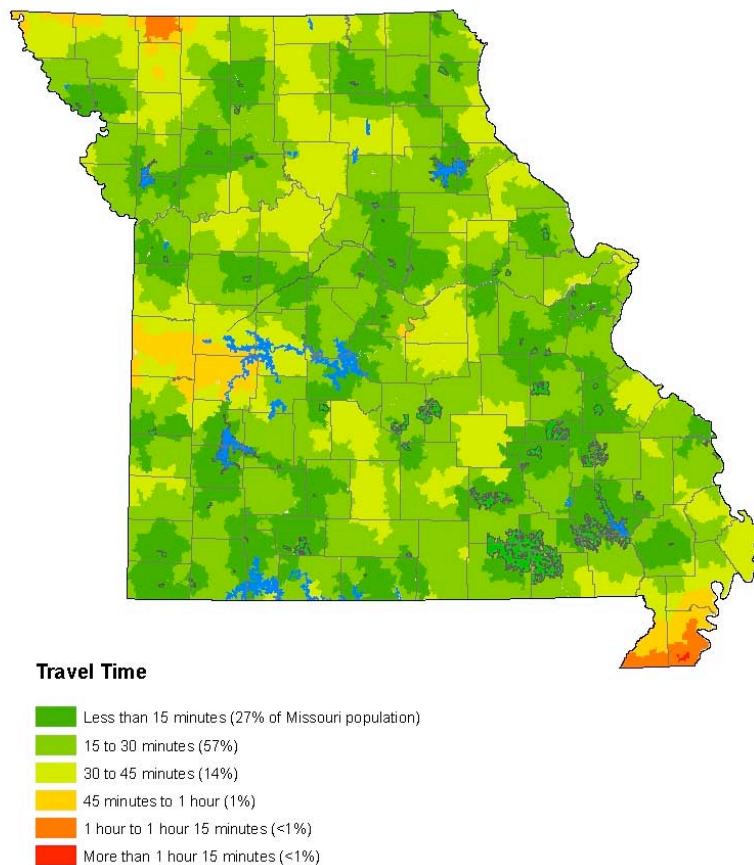 Travel Time
Less than 15 minutes (27% of Missouri population)
15 to 30 minutes (57%)
30 to 45 minutes (14%)
45 minutes to 1 hour (1%)
1 hour to 1 hour 15 minutes (<1%)
More than 1 hour 15 minutes (<1%)